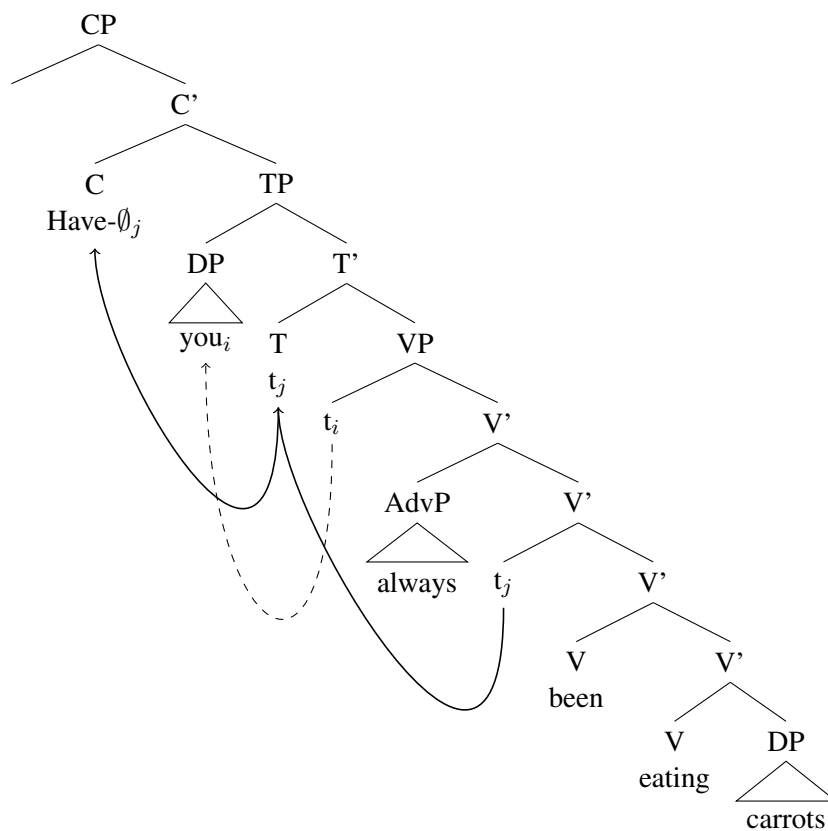 CP
C’
C TP
Have-∅j
DP T’
youi T VP
tj
ti V’
AdvP V’
always tj V’
V V’
been
V DP
eating
carrots